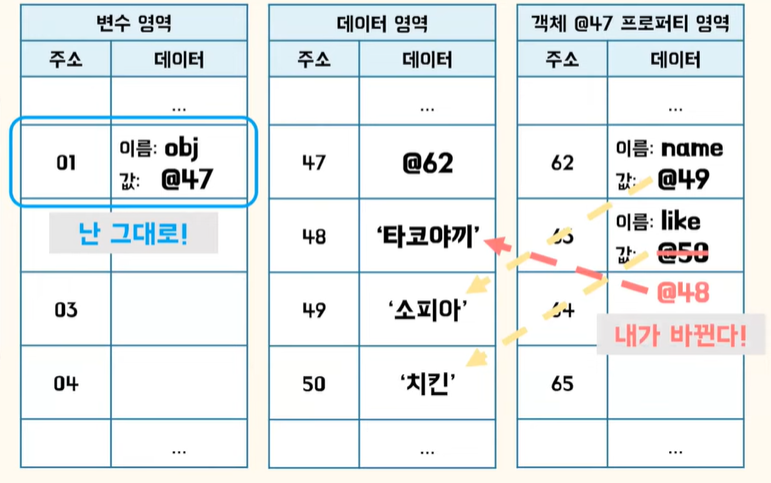 변수 영역
주소 데이터
...
01 이름: obj
값: @47
난 그대로!
03
04
...
데이터 영역
주소 데이터
...
47 @62
48 ‘타코야끼’
49 ‘소피아’
50 ‘치킨’
...
객체 @47 프로퍼티 영역
주소 데이터
...
62 이름: name
값: @49
이름: like
값: @50
@48
내가 바뀐다!
65
...